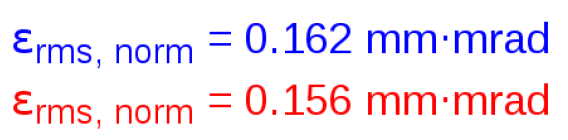 εrms, norm = 0.162 mm·mrad
εrms, norm = 0.156 mm·mrad